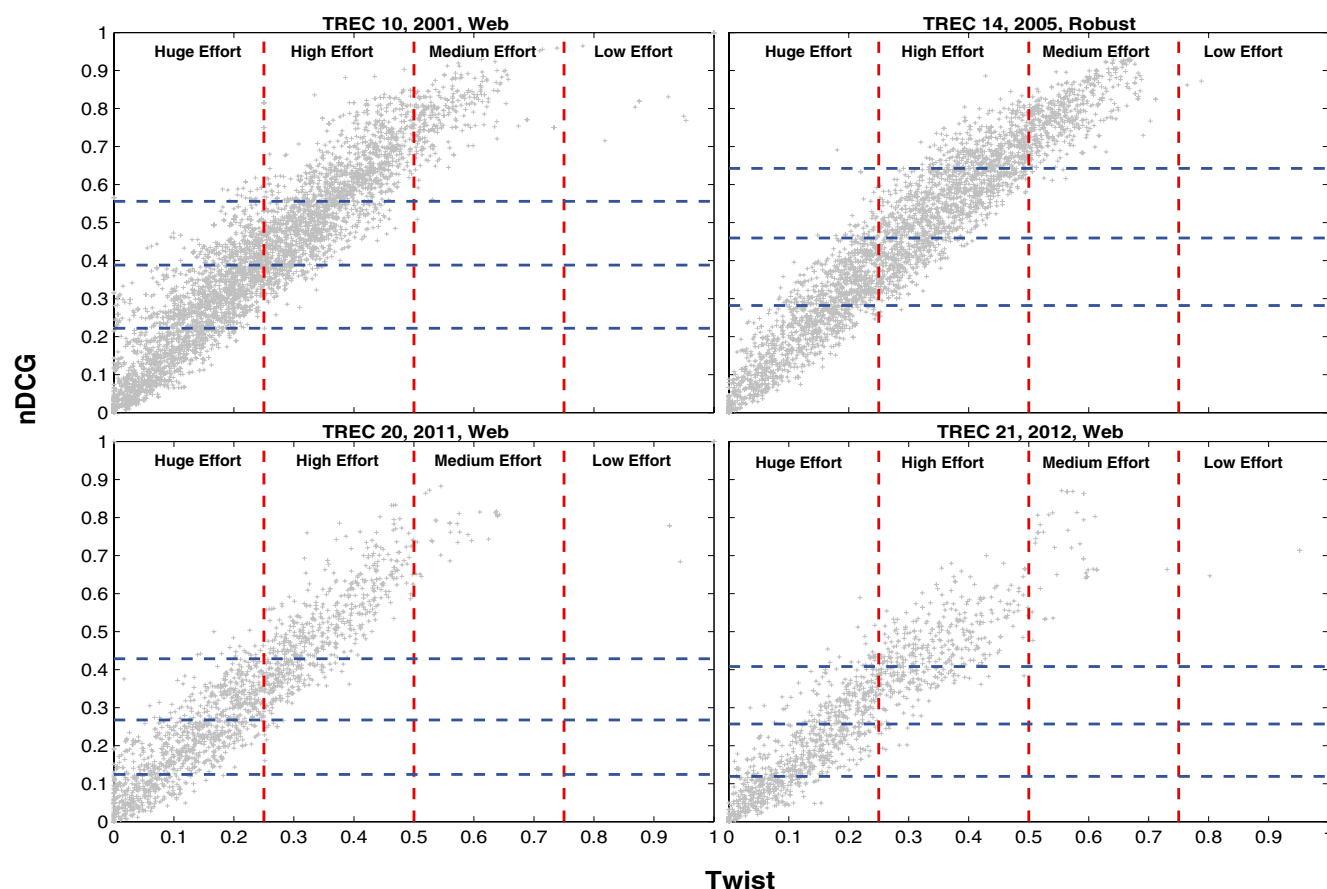 TREC 10, 2001, Web
TREC 14, 2005, Robust
1
Huge Effort High Effort Medium Effort Low Effort
Huge Effort High Effort Medium Effort Low Effort
0.9
0.8
0.7
0.6
0.5
0.4
0.3
0.2
0.1
0
nDCG
TREC 20, 2011, Web
TREC 21, 2012, Web
1
Huge Effort High Effort Medium Effort Low Effort
Huge Effort High Effort Medium Effort Low Effort
0.9
0.8
0.7
0.6
0.5
0.4
0.3
0.2
0.1
0
0 0.1 0.2 0.3 0.4 0.5 0.6 0.7 0.8 0.9 1
0 0.1 0.2 0.3 0.4 0.5 0.6 0.7 0.8 0.9
Twist